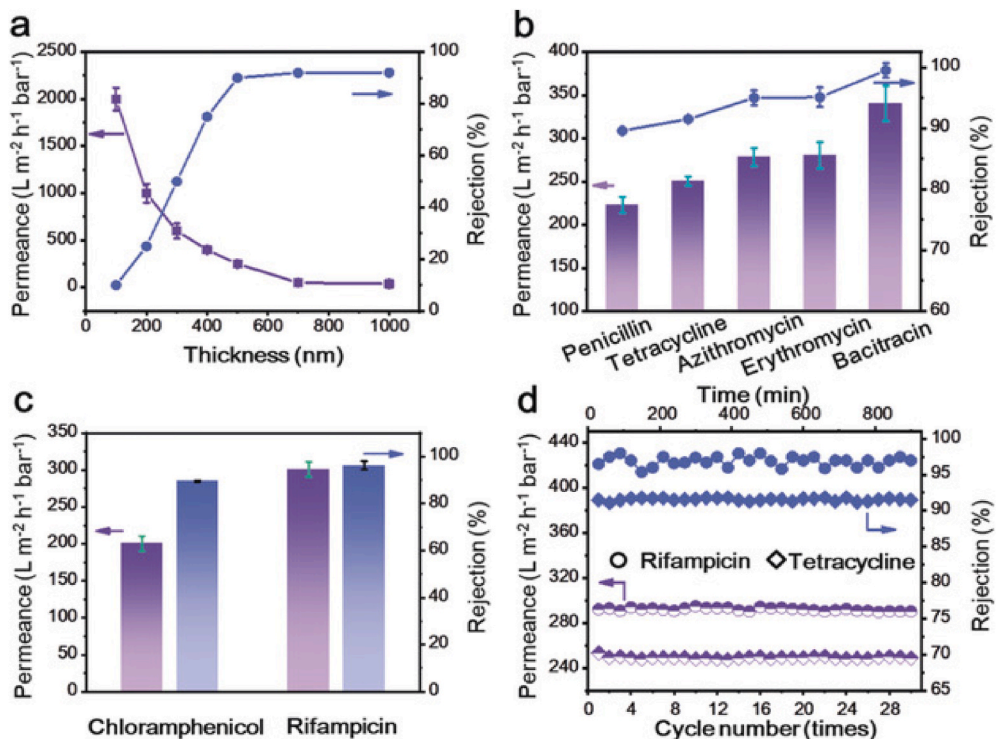 a
Permeance (L m⁻² h⁻¹ bar⁻¹)
2500
2000
1500
1000
500
0
100
80
60
40
20
0
Rejection (%)
0 200 400 600 800 1000
Thickness (nm)
b
Permeance (L m⁻² h⁻¹ bar⁻¹)
400
350
300
250
200
150
100
100
90
80
70
60
Rejection (%)
Penicillin
Tetracycline
Azithromycin
Erythromycin
Bacitracin
c
Permeance (L m⁻² h⁻¹ bar⁻¹)
350
300
250
200
150
100
50
0
100
80
60
40
20
0
Rejection (%)
Chloramphenicol Rifampicin
d
Time (min)
0 200 400 600 800
Permeance (L m⁻² h⁻¹ bar⁻¹)
440
400
360
320
280
240
100
95
90
85
80
75
70
65
Rejection (%)
Rifampicin Tetracycline
0 4 8 12 16 20 24 28
Cycle number (times)